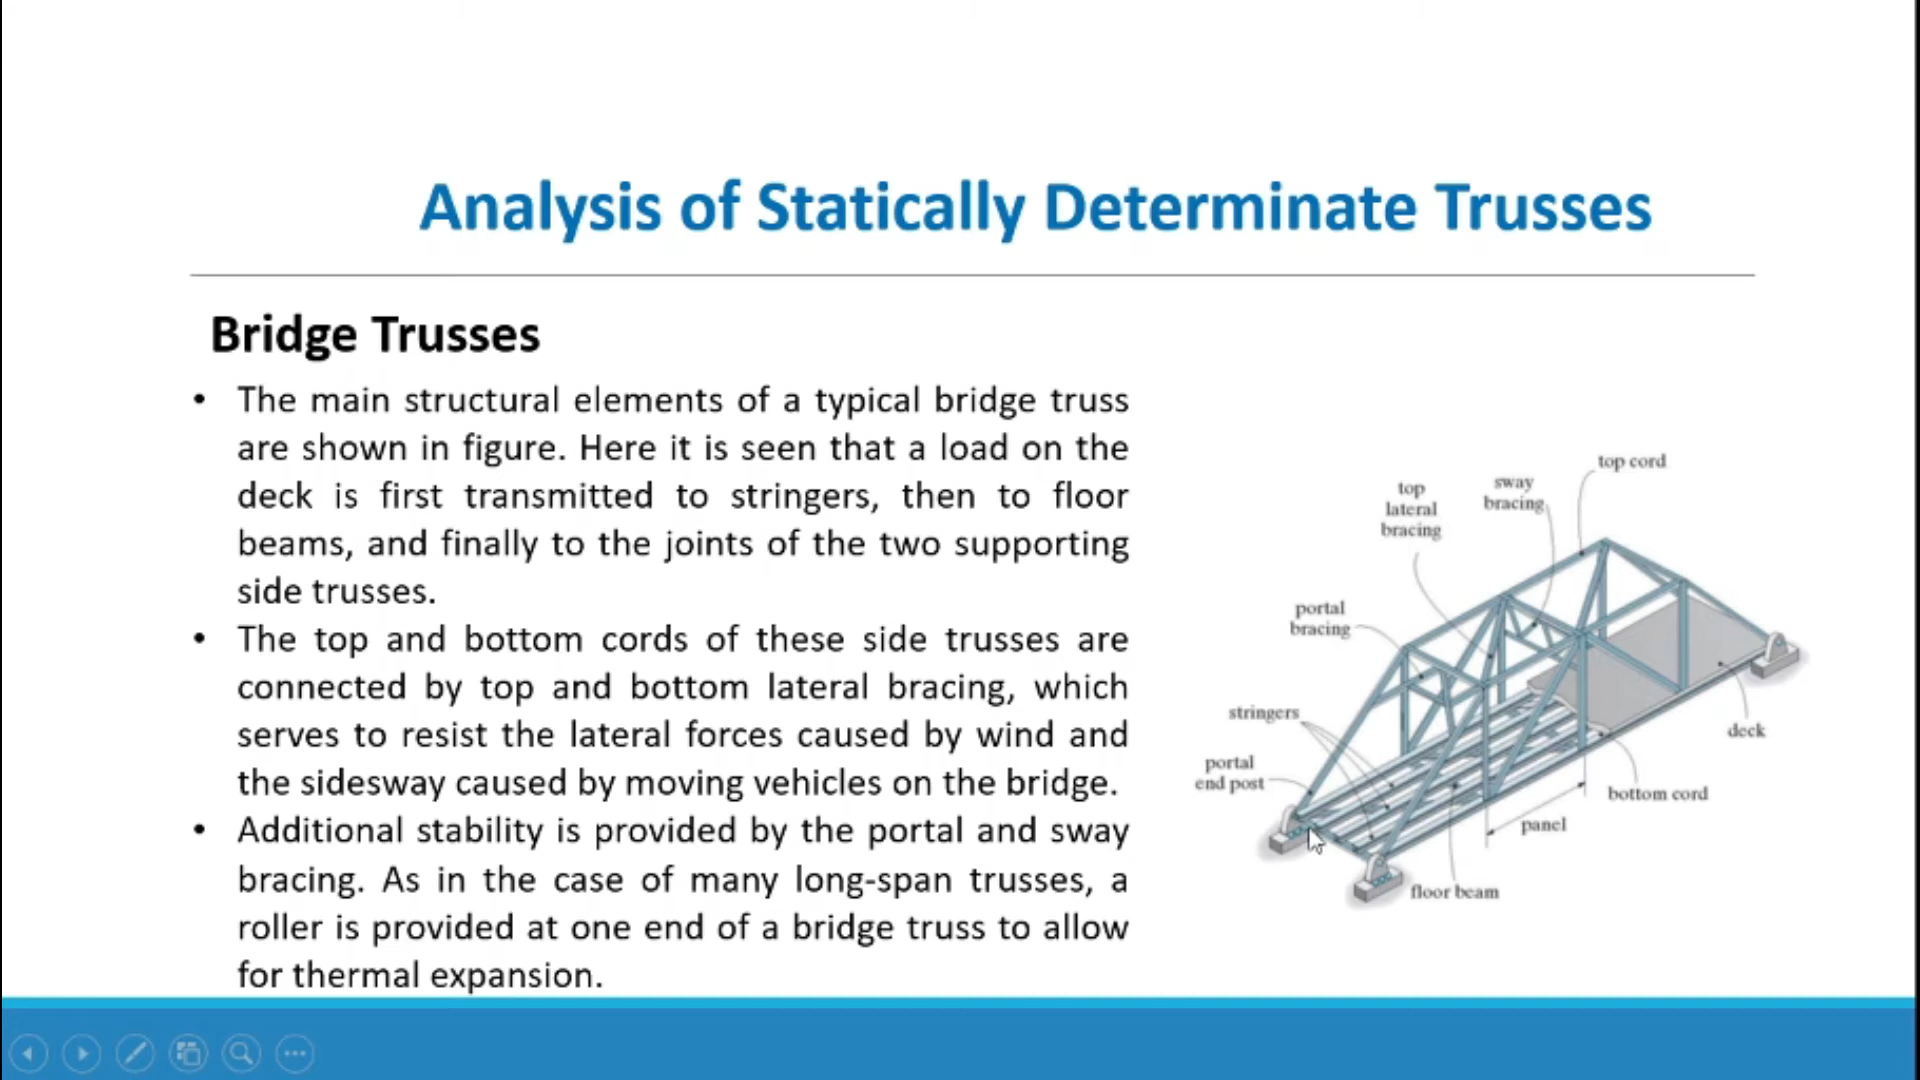 Analysis of Statically Determinate Trusses
Bridge Trusses
• The main structural elements of a typical bridge truss
are shown in figure. Here it is seen that a load on the
deck is first transmitted to stringers, then to floor
beams, and finally to the joints of the two supporting
side trusses.
• The top and bottom cords of these side trusses are
connected by top and bottom lateral bracing, which
serves to resist the lateral forces caused by wind and
the sidesway caused by moving vehicles on the bridge.
• Additional stability is provided by the portal and sway
bracing. As in the case of many long-span trusses, a
roller is provided at one end of a bridge truss to allow
for thermal expansion.
top cord
sway
bracing
top
lateral
bracing
portal
bracing
stringers
portal
end post
deck
bottom cord
panel
floor beam